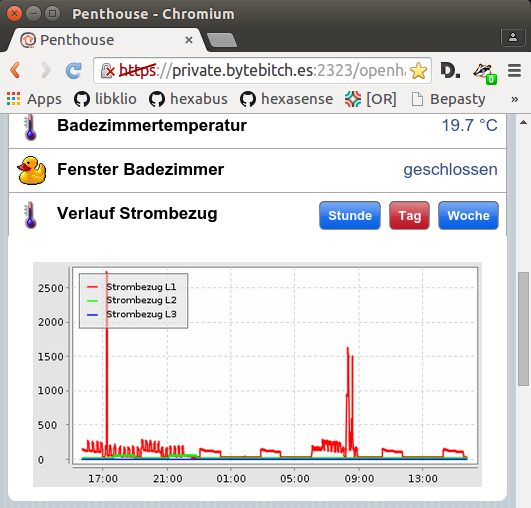 Penthouse - Chromium
Penthouse
https://private.bytebitch.es:2323/openha
D.
0
Apps libklio hexabus hexasense [OR] Bepasty »
Badezimmertemperatur 19.7 °C
Fenster Badezimmer geschlossen
Verlauf Strombezug Stunde Tag Woche
Strombezug L1
Strombezug L2
Strombezug L3
2500
2000
1500
1000
500
0
17:00 21:00 01:00 05:00 09:00 13:00